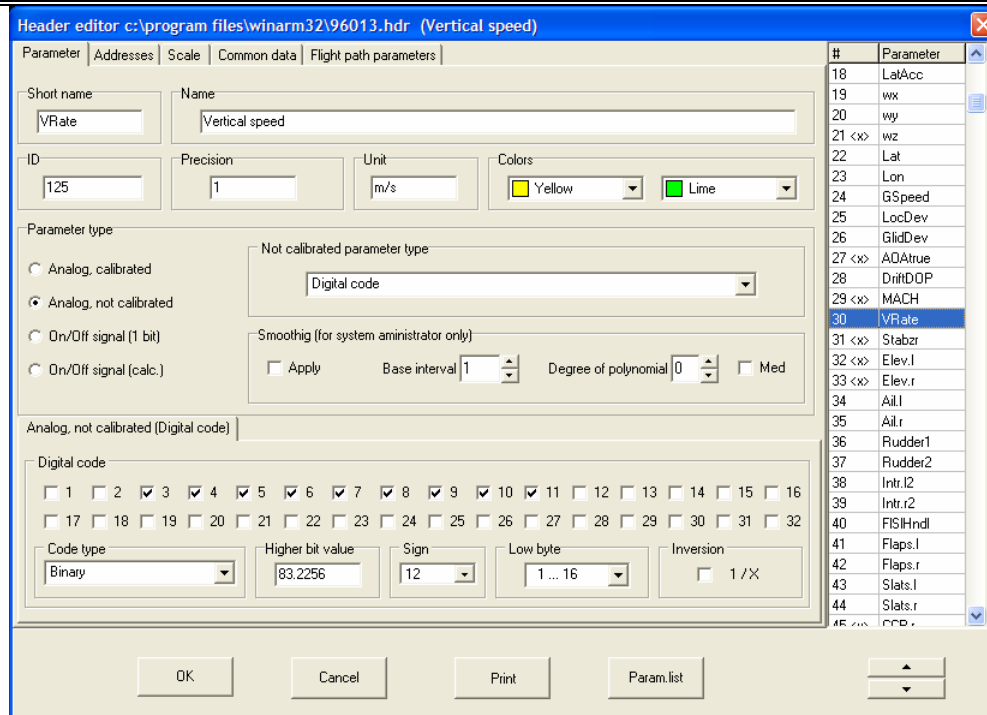 Header editor c:\program files\winarm32\96013.hdr (Vertical speed)
Parameter Addresses Scale Common data Flight path parameters
Short name Name
VRate Vertical speed
ID Precision Unit Colors
125 1 m/s Yellow Lime
Parameter type
Not calibrated parameter type
Analog, calibrated
Digital code
Analog, not calibrated
On/Off signal (1 bit)
Smoothig (for system aministrator only)
On/Off signal (calc.)
Apply Base interval 1 Degree of polynomial 0 Med
Analog, not calibrated (Digital code)
Digital code
1 2 3 4 5 6 7 8 9 10 11 12 13 14 15 16
17 18 19 20 21 22 23 24 25 26 27 28 29 30 31 32
Code type Higher bit value Sign Low byte Inversion
Binary 83.2256 12 1 ... 16 1 / X
# Parameter
18 LatAcc
19 wx
20 wy
21 <x> wz
22 Lat
23 Lon
24 GSpeed
25 LocDev
26 GlidDev
27 <x> AOAtrue
28 DriftDOP
29 <x> MACH
30 VRate
31 <x> Stabzr
32 <x> Elev.l
33 <x> Elev.r
34 Ail.l
35 Ail.r
36 Rudder1
37 Rudder2
38 Intr.l2
39 Intr.r2
40 FlSlHndl
41 Flaps.l
42 Flaps.r
43 Slats.l
44 Slats.r
45 <x> CCP.r
OK Cancel Print Param.list